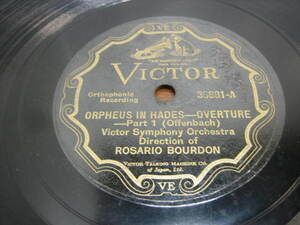 VICTOR
Orthophonic
Recording
ORPHEUS IN HADES—OVERTURE
—Part 1 (Offenbach)
Victor Symphony Orchestra
Direction of
ROSARIO BOURDON
VICTOR TALKING MACHINE CO.
of Japan, Ltd.
VE